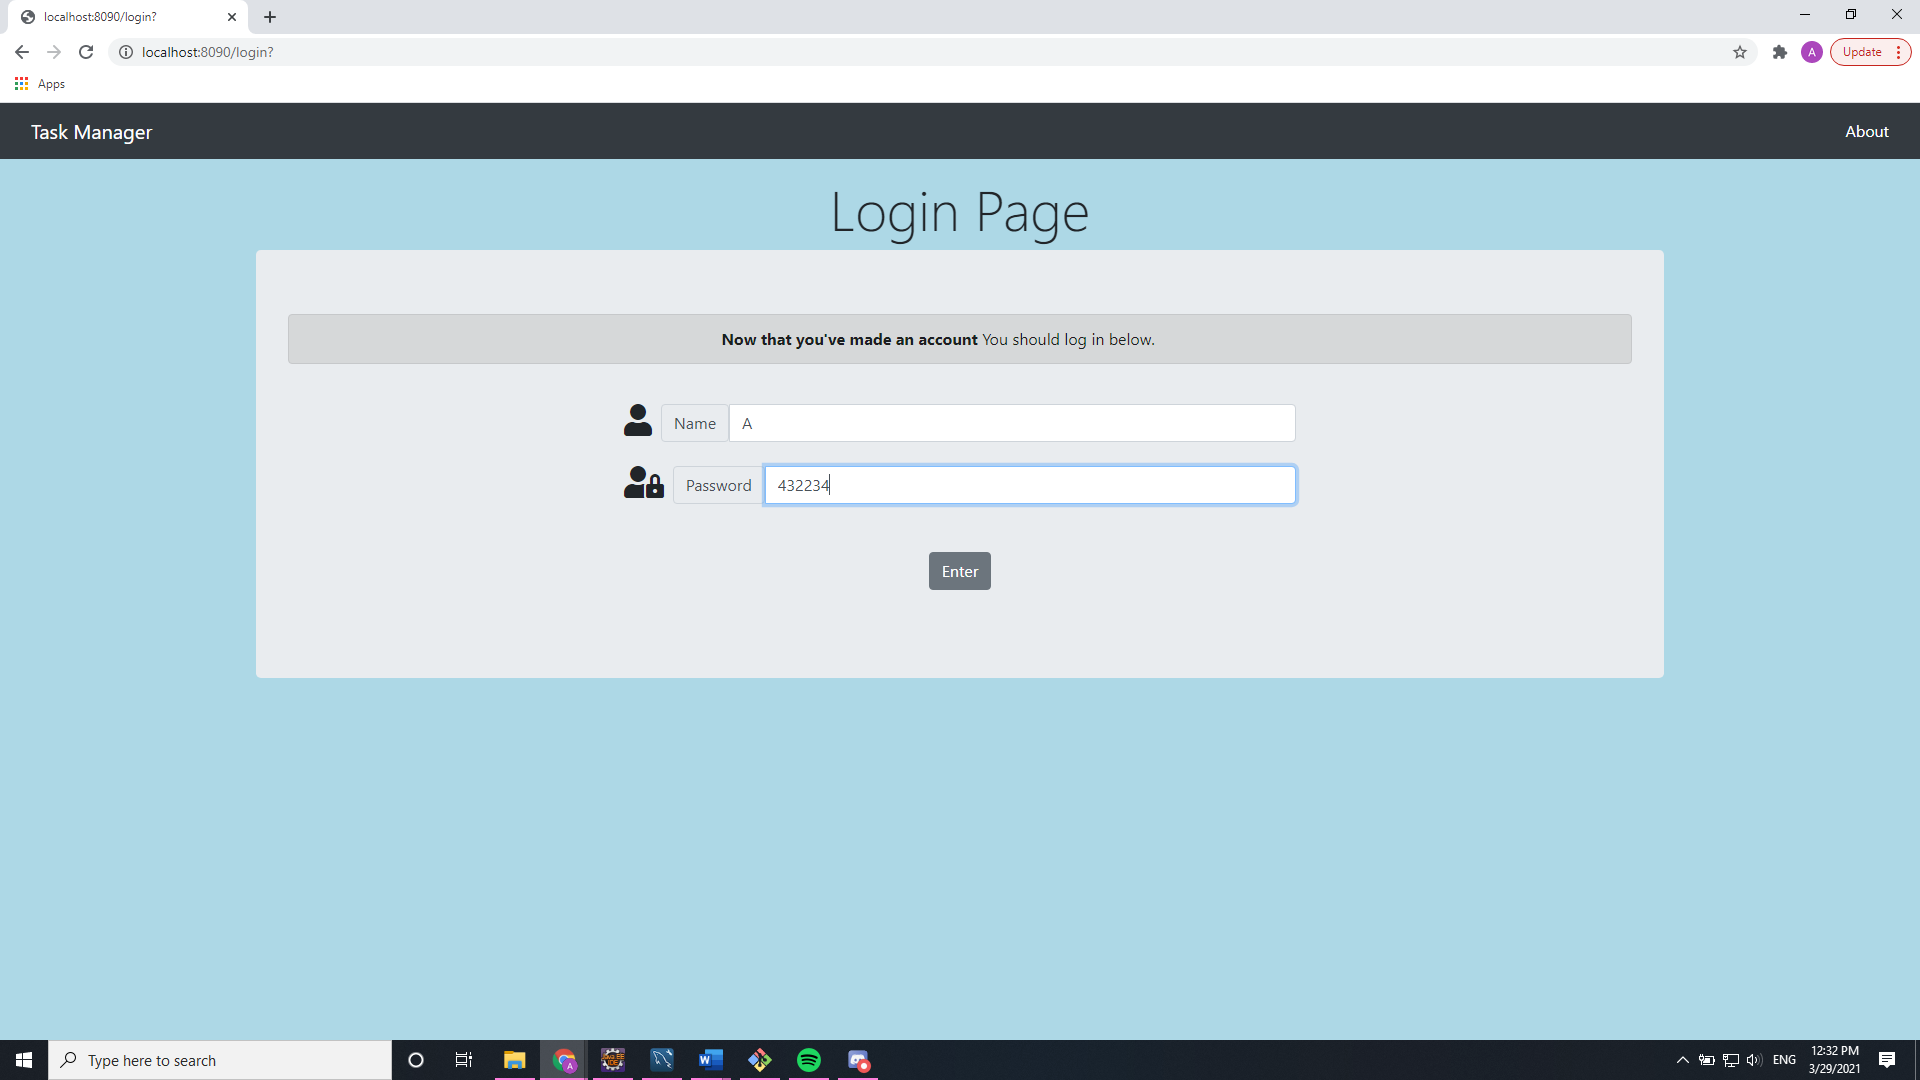 localhost:8090/login?
localhost:8090/login?
A
Update
Apps
Task Manager
About
Login Page
Now that you've made an account You should log in below.
Name
A
Password
432234
Enter
Type here to search
A
W
ENG
12:32 PM
3/29/2021